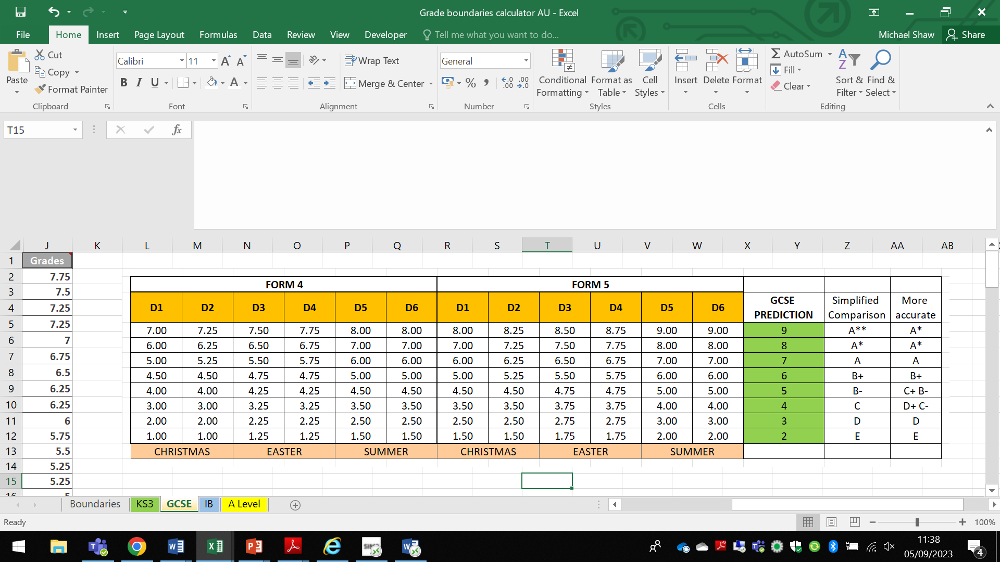 Grade boundaries calculator AU - Excel
File Home Insert Page Layout Formulas Data Review View Developer Tell me what you want to do... Michael Shaw Share
Paste Cut Copy Format Painter Clipboard
Calibri 11 A A B I U A Font
Wrap Text Merge & Center Alignment
General % , .0 .00 .00 .0 Number
Conditional Formatting Format as Table Cell Styles Styles
Insert Delete Format Cells
AutoSum Fill Clear Sort & Filter Find & Select Editing
T15 fx
J K L M N O P Q R S T U V W X Y Z AA AB
1 Grades
2 7.75
3 7.5
4 7.25
5 7.25
6 7
7 6.75
8 6.5
9 6.25
10 6.25
11 6
12 5.75
13 5.5
14 5.25
15 5.25
16 5
FORM 4 FORM 5
D1 D2 D3 D4 D5 D6 D1 D2 D3 D4 D5 D6 GCSE PREDICTION Simplified Comparison More accurate
7.00 7.25 7.50 7.75 8.00 8.00 8.00 8.25 8.50 8.75 9.00 9.00 9 A** A*
6.00 6.25 6.50 6.75 7.00 7.00 7.00 7.25 7.50 7.75 8.00 8.00 8 A* A*
5.00 5.25 5.50 5.75 6.00 6.00 6.00 6.25 6.50 6.75 7.00 7.00 7 A A
4.50 4.50 4.75 4.75 5.00 5.00 5.00 5.25 5.50 5.75 6.00 6.00 6 B+ B+
4.00 4.00 4.25 4.25 4.50 4.50 4.50 4.50 4.75 4.75 5.00 5.00 5 B- C+ B-
3.00 3.00 3.25 3.25 3.50 3.50 3.50 3.50 3.75 3.75 4.00 4.00 4 C D+ C-
2.00 2.00 2.25 2.25 2.50 2.50 2.50 2.50 2.75 2.75 3.00 3.00 3 D D
1.00 1.00 1.25 1.25 1.50 1.50 1.50 1.50 1.75 1.75 2.00 2.00 2 E E
CHRISTMAS EASTER SUMMER CHRISTMAS EASTER SUMMER
Boundaries KS3 GCSE IB A Level
Ready 100%
11:38
05/09/2023
4